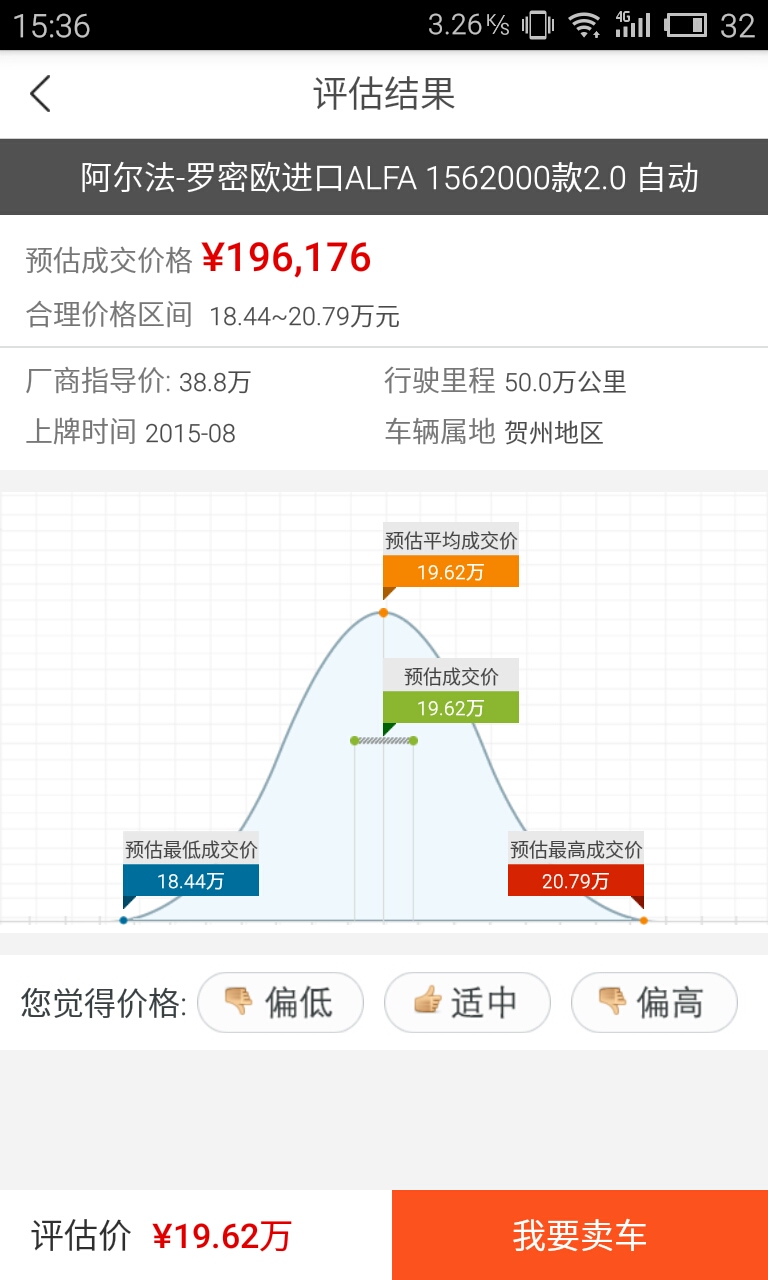 15:36 3.26K/s 4G 32
评估结果
阿尔法-罗密欧进口ALFA 1562000款2.0 自动
预估成交价格 ¥196,176
合理价格区间 18.44~20.79万元
厂商指导价: 38.8万 行驶里程 50.0万公里
上牌时间 2015-08 车辆属地 贺州地区
预估平均成交价
19.62万
预估成交价
19.62万
预估最低成交价 预估最高成交价
18.44万 20.79万
您觉得价格: 偏低 适中 偏高
评估价 ¥19.62万 我要卖车